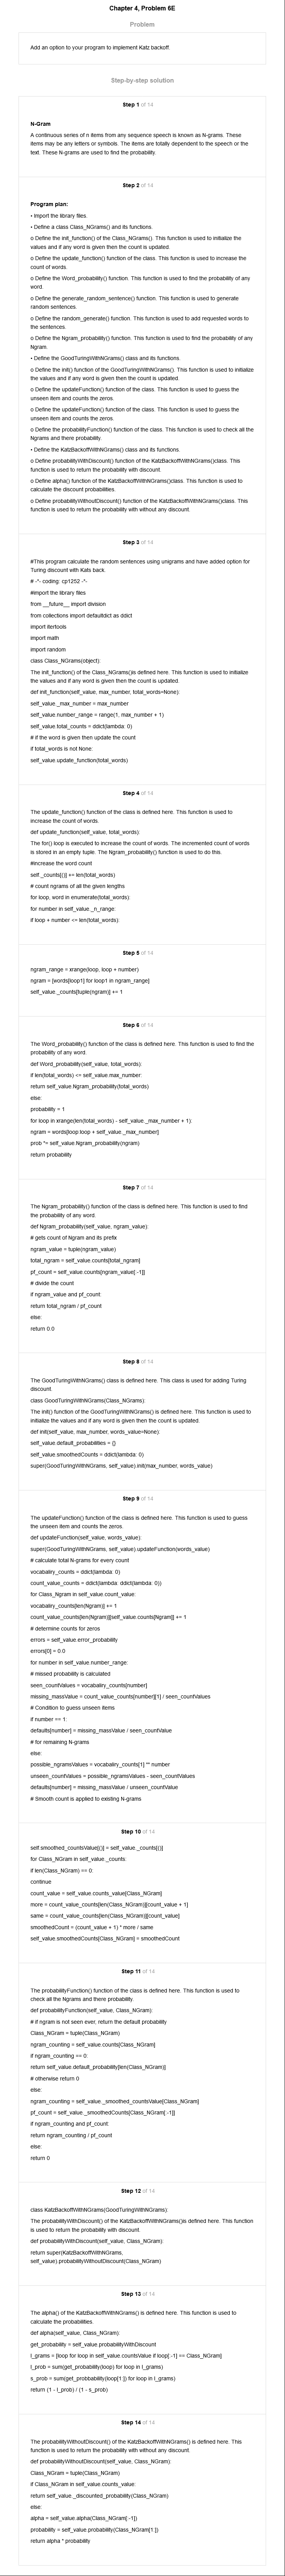 Chapter 4, Problem 6E
Problem
Add an option to your program to implement Katz backoff.
Step-by-step solution
Step 1 of 14
N-Gram
A continuous series of n items from any sequence speech is known as N-grams. These
items may be any letters or symbols. The items are totally dependent to the speech or the
text. These N-grams are used to find the probability.
Step 2 of 14
Program plan:
• Import the library files.
• Define a class Class_NGrams() and its functions.
o Define the init_function() of the Class_NGrams(). This function is used to initialize the
values and if any word is given then the count is updated.
o Define the update_function() function of the class. This function is used to increase the
count of words.
o Define the Word_probability() function. This function is used to find the probability of any
word.
o Define the generate_random_sentence() function. This function is used to generate
random sentences.
o Define the random_generate() function. This function is used to add requested words to
the sentences.
o Define the Ngram_probability() function. This function is used to find the probability of any
Ngram.
• Define the GoodTuringWithNGrams() class and its functions.
o Define the init() function of the GoodTuringWithNGrams(). This function is used to initialize
the values and if any word is given then the count is updated.
o Define the updateFunction() function of the class. This function is used to guess the
unseen item and counts the zeros.
o Define the updateFunction() function of the class. This function is used to guess the
unseen item and counts the zeros.
o Define the probabilityFunction() function of the class. This function is used to check all the
Ngrams and there probability.
• Define the KatzBackoffWithNGrams() class and its functions.
o Define probabilityWithDiscount() function of the KatzBackoffWithNGrams()class. This
function is used to return the probability with discount.
o Define alpha() function of the KatzBackoffWithNGrams()class. This function is used to
calculate the discount probabilities.
o Define probabilityWithoutDiscount() function of the KatzBackoffWithNGrams()class. This
function is used to return the probability with without any discount.
Step 3 of 14
#This program calculate the random sentences using unigrams and have added option for
Turing discount with Kats back.
# -*- coding: cp1252 -*-
#import the library files
from __future__ import division
from collections import defaultdict as ddict
import itertools
import math
import random
class Class_NGrams(object):
The init_function() of the Class_NGrams()is defined here. This function is used to initialize
the values and if any word is given then the count is updated.
def init_function(self_value, max_number, total_words=None):
self_value._max_number = max_number
self_value.number_range = range(1, max_number + 1)
self_value.total_counts = ddict(lambda: 0)
# if the word is given then update the count
if total_words is not None:
self_value.update_function(total_words)
Step 4 of 14
The update_function() function of the class is defined here. This function is used to
increase the count of words.
def update_function(self_value, total_words):
The for() loop is executed to increase the count of words. The incremented count of words
is stored in an empty tuple. The Ngram_probability() function is used to do this.
#increase the word count
self._counts[()] += len(total_words)
# count ngrams of all the given lengths
for loop, word in enumerate(total_words):
for number in self_value._n_range:
if loop + number <= len(total_words):
Step 5 of 14
ngram_range = xrange(loop, loop + number)
ngram = [words[loop1] for loop1 in ngram_range]
self_value._counts[tuple(ngram)] += 1
Step 6 of 14
The Word_probability() function of the class is defined here. This function is used to find the
probability of any word.
def Word_probability(self_value, total_words):
if len(total_words) <= self_value.max_number:
return self_value.Ngram_probability(total_words)
else:
probability = 1
for loop in xrange(len(total_words) - self_value._max_number + 1):
ngram = words[loop:loop + self_value._max_number]
prob *= self_value.Ngram_probability(ngram)
return probability
Step 7 of 14
The Ngram_probability() function of the class is defined here. This function is used to find
the probability of any word.
def Ngram_probability(self_value, ngram_value):
# gets count of Ngram and its prefix
ngram_value = tuple(ngram_value)
total_ngram = self_value.counts[total_ngram]
pf_count = self_value.counts[ngram_value[:-1]]
# divide the count
if ngram_value and pf_count:
return total_ngram / pf_count
else:
return 0.0
Step 8 of 14
The GoodTuringWithNGrams() class is defined here. This class is used for adding Turing
discount.
class GoodTuringWithNGrams(Class_NGrams):
The init() function of the GoodTuringWithNGrams() is defined here. This function is used to
initialize the values and if any word is given then the count is updated.
def init(self_value, max_number, words_value=None):
self_value.default_probabilities = {}
self_value.smoothedCounts = ddict(lambda: 0)
super(GoodTuringWithNGrams, self_value).init(max_number, words_value)
Step 9 of 14
The updateFunction() function of the class is defined here. This function is used to guess
the unseen item and counts the zeros.
def updateFunction(self_value, words_value):
super(GoodTuringWithNGrams, self_value).updateFunction(words_value)
# calculate total N-grams for every count
vocabaliry_counts = ddict(lambda: 0)
count_value_counts = ddict(lambda: ddict(lambda: 0))
for Class_Ngram in self_value.count_value:
vocabaliry_counts[len(Ngram)] += 1
count_value_counts[len(Ngram)][self_value.counts[Ngram]] += 1
# determine counts for zeros
errors = self_value.error_probability
errors[0] = 0.0
for number in self_value.number_range:
# missed probability is calculated
seen_countValues = vocabaliry_counts[number]
missing_massValue = count_value_counts[number][1] / seen_countValues
# Condition to guess unseen items
if number == 1:
defaults[number] = missing_massValue / seen_countValue
# for remaining N-grams
else:
possible_ngramsValues = vocabaliry_counts[1] ** number
unseen_countValues = possible_ngramsValues - seen_countValues
defaults[number] = missing_massValue / unseen_countValue
# Smooth count is applied to existing N-grams
Step 10 of 14
self.smoothed_countsValue[()] = self_value._counts[()]
for Class_NGram in self_value._counts:
if len(Class_NGram) == 0:
continue
count_value = self_value.counts_value[Class_NGram]
more = count_value_counts[len(Class_NGram)][count_value + 1]
same = count_value_counts[len(Class_NGram)][count_value]
smoothedCount = (count_value + 1) * more / same
self_value.smoothedCounts[Class_NGram] = smoothedCount
Step 11 of 14
The probabilityFunction() function of the class is defined here. This function is used to
check all the Ngrams and there probability.
def probabilityFunction(self_value, Class_NGram):
# if ngram is not seen ever, return the default probability
Class_NGram = tuple(Class_NGram)
ngram_counting = self_value.counts[Class_NGram]
if ngram_counting == 0:
return self_value.default_probability[len(Class_NGram)]
# otherwise return 0
else:
ngram_counting = self_value._smoothed_countsValue[Class_NGram]
pf_count = self_value._smoothedCounts[Class_NGram[:-1]]
if ngram_counting and pf_count:
return ngram_counting / pf_count
else:
return 0
Step 12 of 14
class KatzBackoffWithNGrams(GoodTuringWithNGrams):
The probabilityWithDiscount() of the KatzBackoffWithNGrams()is defined here. This function
is used to return the probability with discount.
def probabilityWithDiscount(self_value, Class_NGram):
return super(KatzBackoffWithNGrams,
self_value).probabilityWithoutDiscount(Class_NGram)
Step 13 of 14
The alpha() of the KatzBackoffWithNGrams() is defined here. This function is used to
calculate the probabilities.
def alpha(self_value, Class_NGram):
get_probability = self_value.probabilityWithDiscount
l_grams = [loop for loop in self_value.countsValue if loop[:-1] == Class_NGram]
l_prob = sum(get_probability(loop) for loop in l_grams)
s_prob = sum(get_probbability(loop[1:]) for loop in l_grams)
return (1 - l_prob) / (1 - s_prob)
Step 14 of 14
The probabilityWithoutDiscount() of the KatzBackoffWithNGrams() is defined here. This
function is used to return the probability with without any discount.
def probabilityWithoutDiscount(self_value, Class_NGram):
Class_NGram = tuple(Class_NGram)
if Class_NGram in self_value.counts_value:
return self_value._discounted_probability(Class_NGram)
else:
alpha = self_value.alpha(Class_NGram[:-1])
probability = self_value.probability(Class_NGram[1:])
return alpha * probability